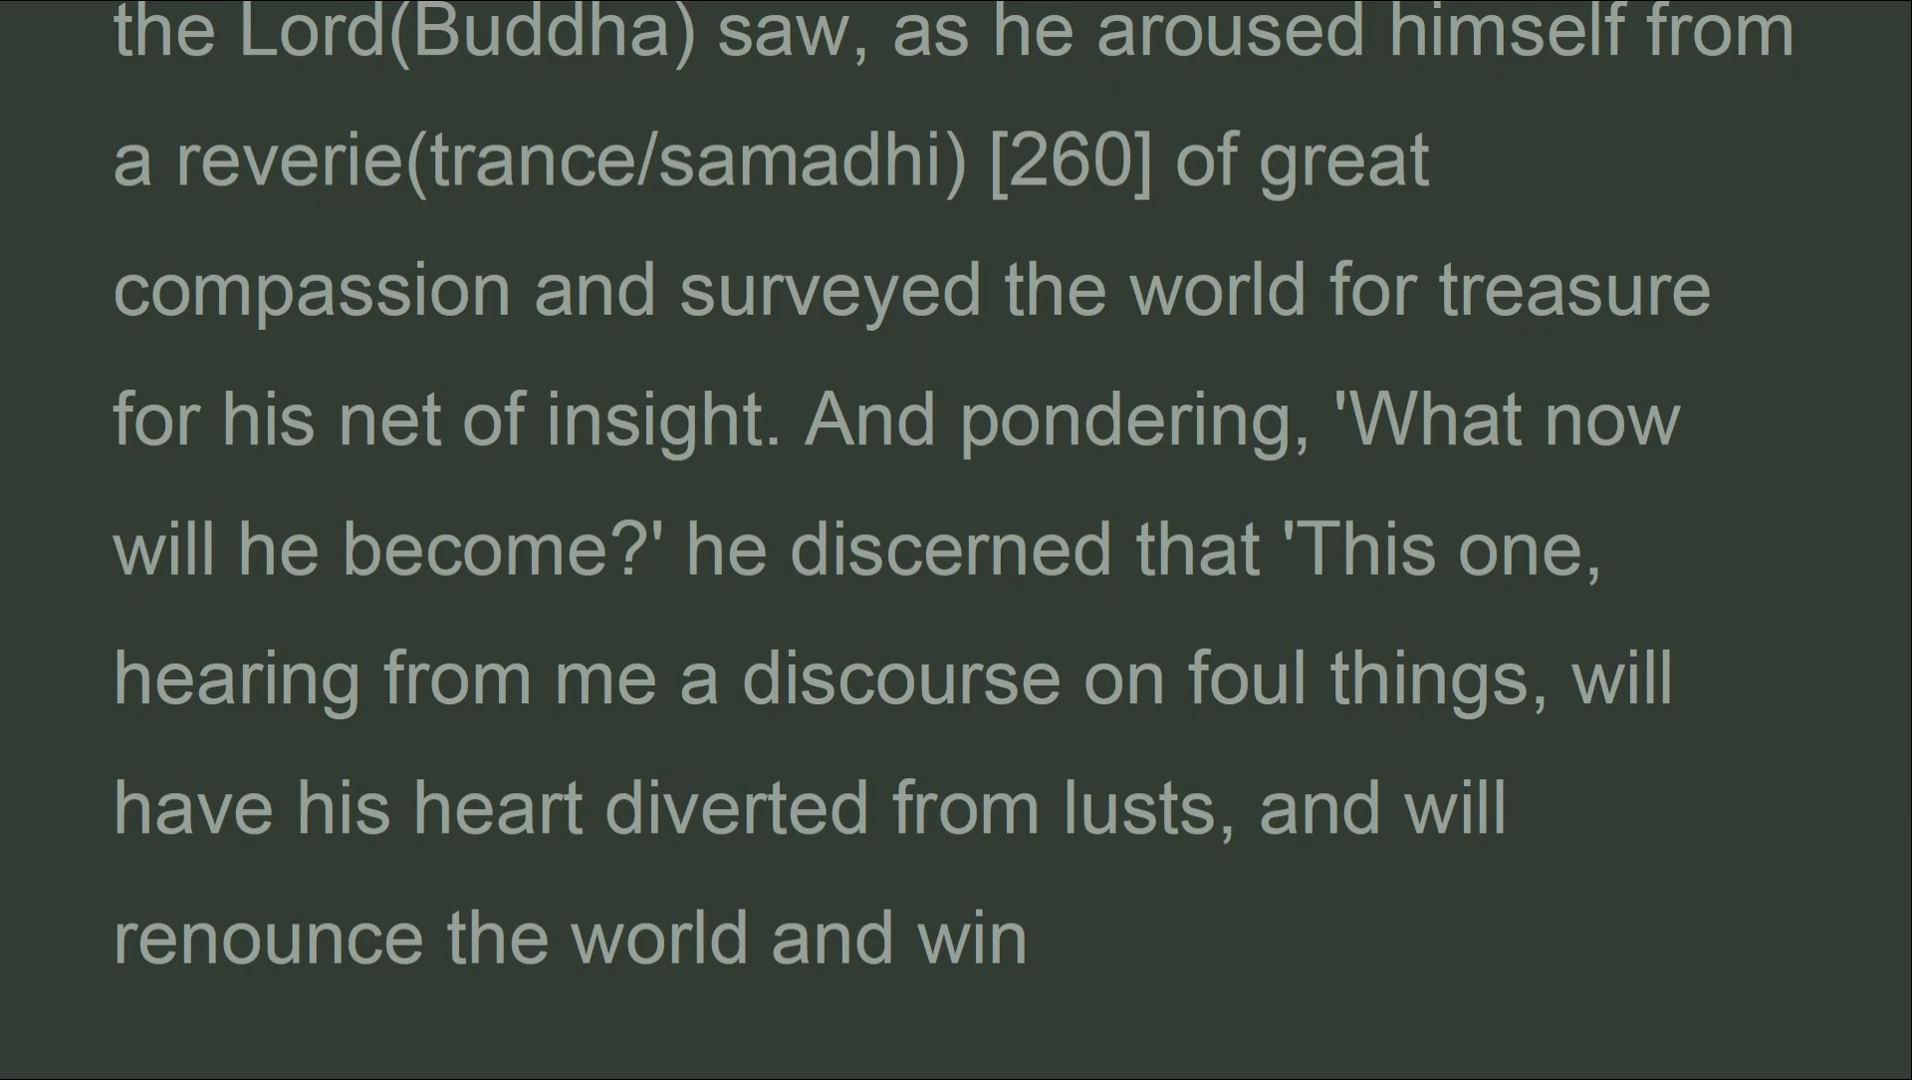 the Lord(Buddha) saw, as he aroused himself from
a reverie(trance/samadhi) [260] of great
compassion and surveyed the world for treasure
for his net of insight. And pondering, 'What now
will he become?' he discerned that 'This one,
hearing from me a discourse on foul things, will
have his heart diverted from lusts, and will
renounce the world and win